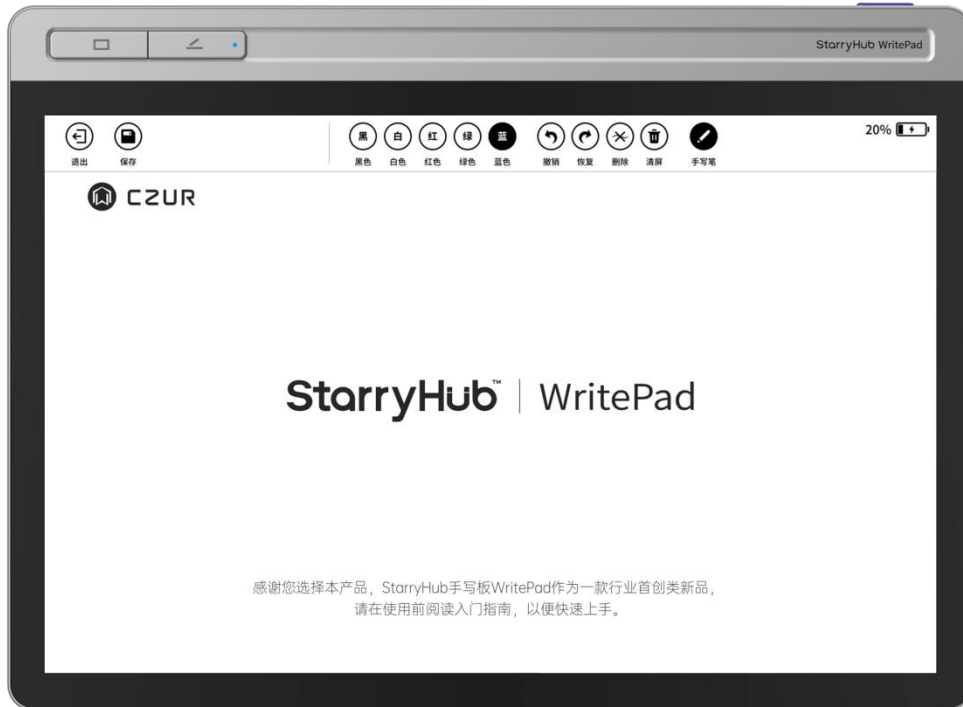 StarryHub WritePad
黑 白 红 绿 蓝
退出 保存 黑色 白色 红色 绿色 蓝色 撤销 恢复 删除 清屏 手写笔
20%
CZUR
StarryHub™ | WritePad
感谢您选择本产品，StarryHub手写板WritePad作为一款行业首创类新品，
请在使用前阅读入门指南，以便快速上手。